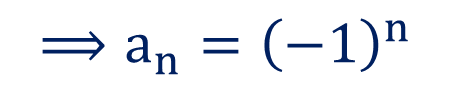 ⟹ aₙ = (−1)ⁿ